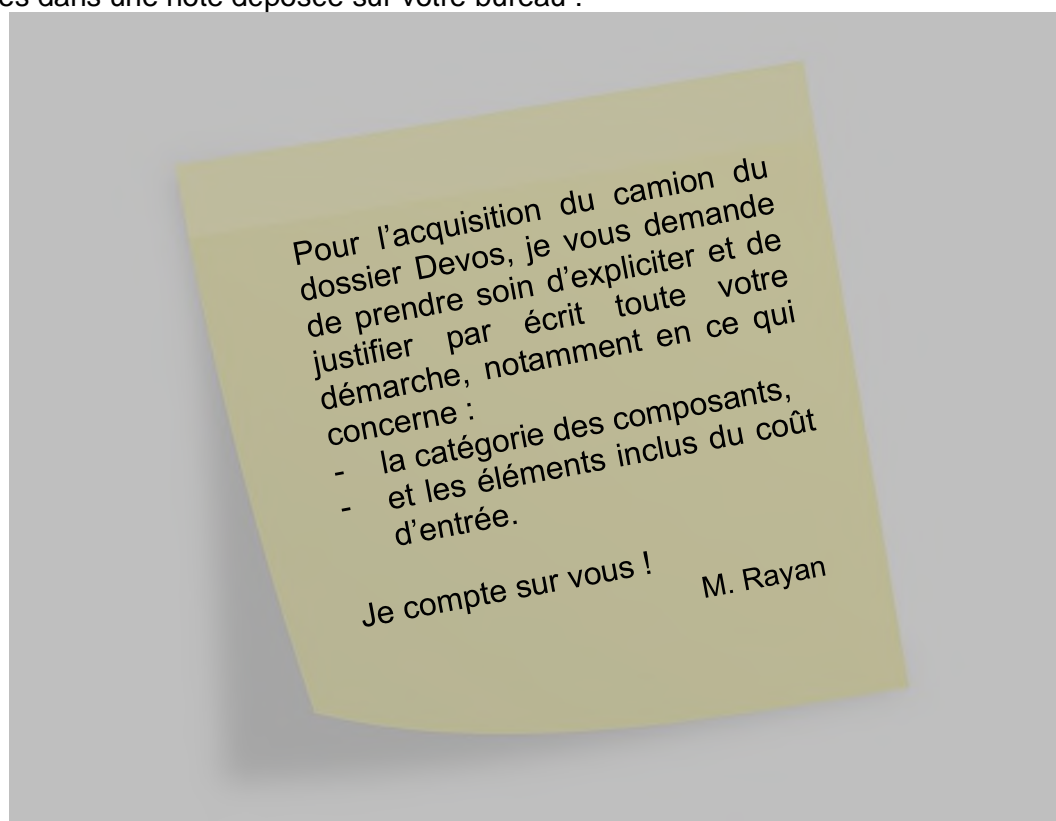 dans une note déposée sur votre bureau :
Pour l’acquisition du camion du
dossier Devos, je vous demande
de prendre soin d’expliciter et de
justifier par écrit toute votre
démarche, notamment en ce qui
concerne :
- la catégorie des composants,
- et les éléments inclus du coût
d’entrée.
Je compte sur vous !
M. Rayan